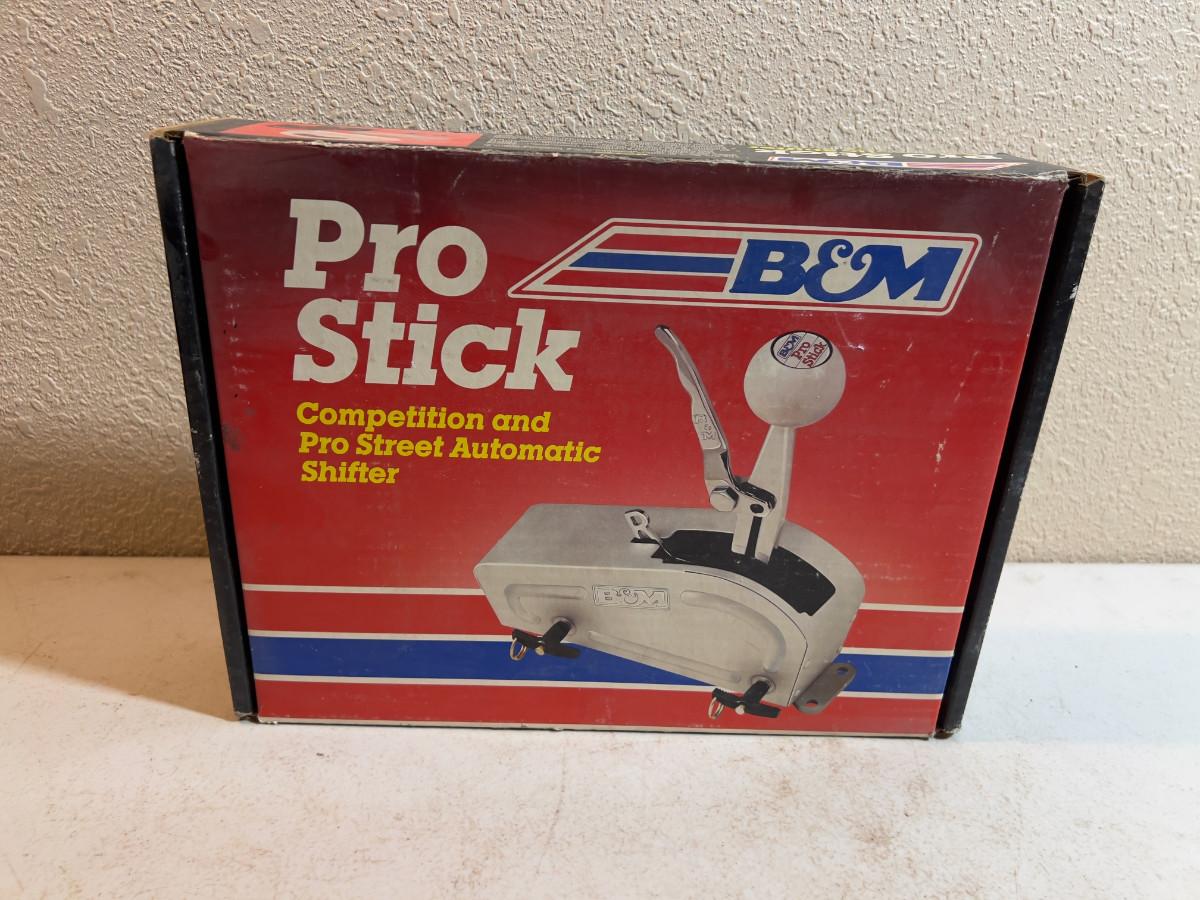 Pro
Stick
B&M
Competition and
Pro Street Automatic
Shifter
B&M
Pro
Stick
B&M
R
B&M